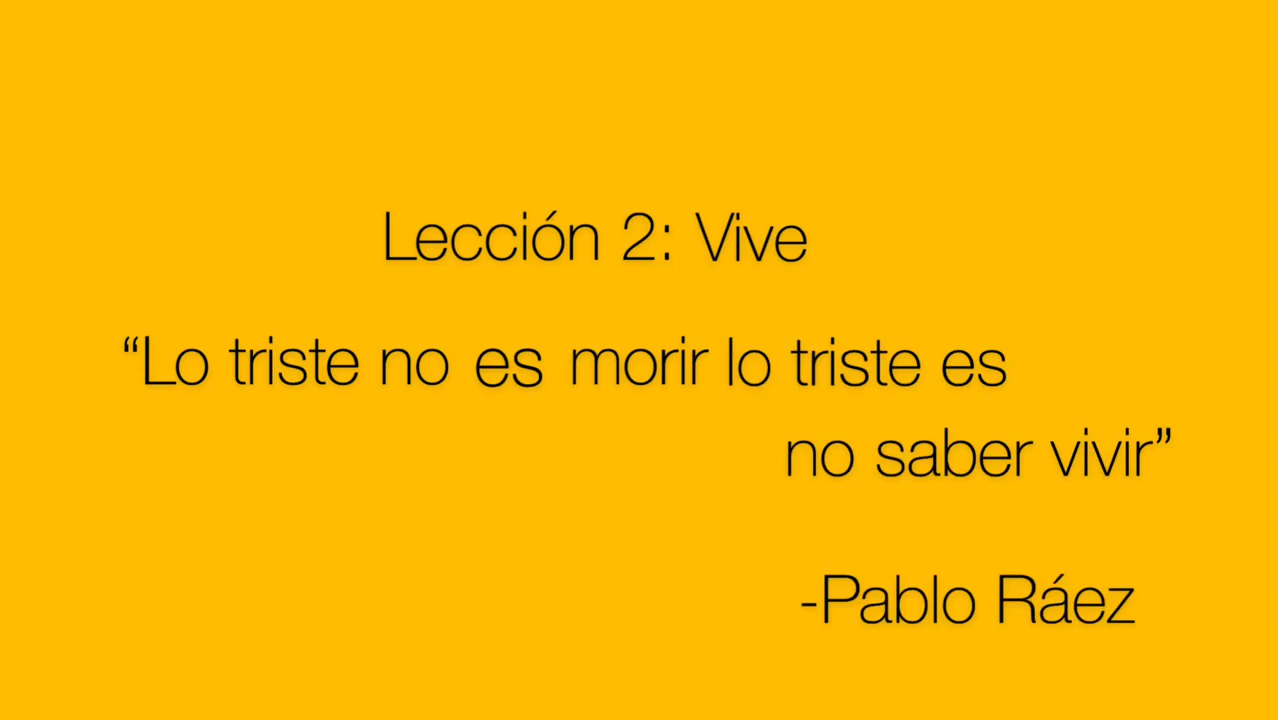 Lección 2: Vive
“Lo triste no es morir lo triste es
no saber vivir”
-Pablo Ráez